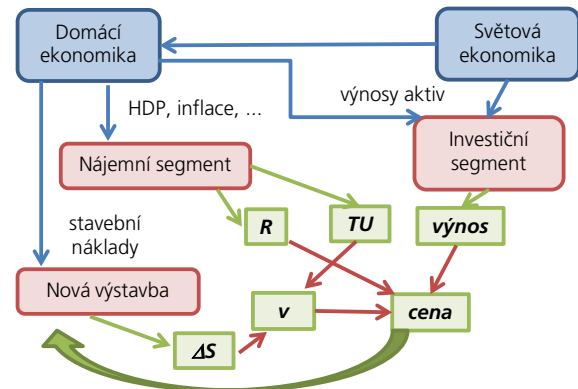 Domácí
ekonomika
Světová
ekonomika
HDP, inflace, ...
výnosy aktiv
Nájemní segment
Investiční
segment
R
TU
výnos
stavební
náklady
Nová výstavba
v
cena
ΔS